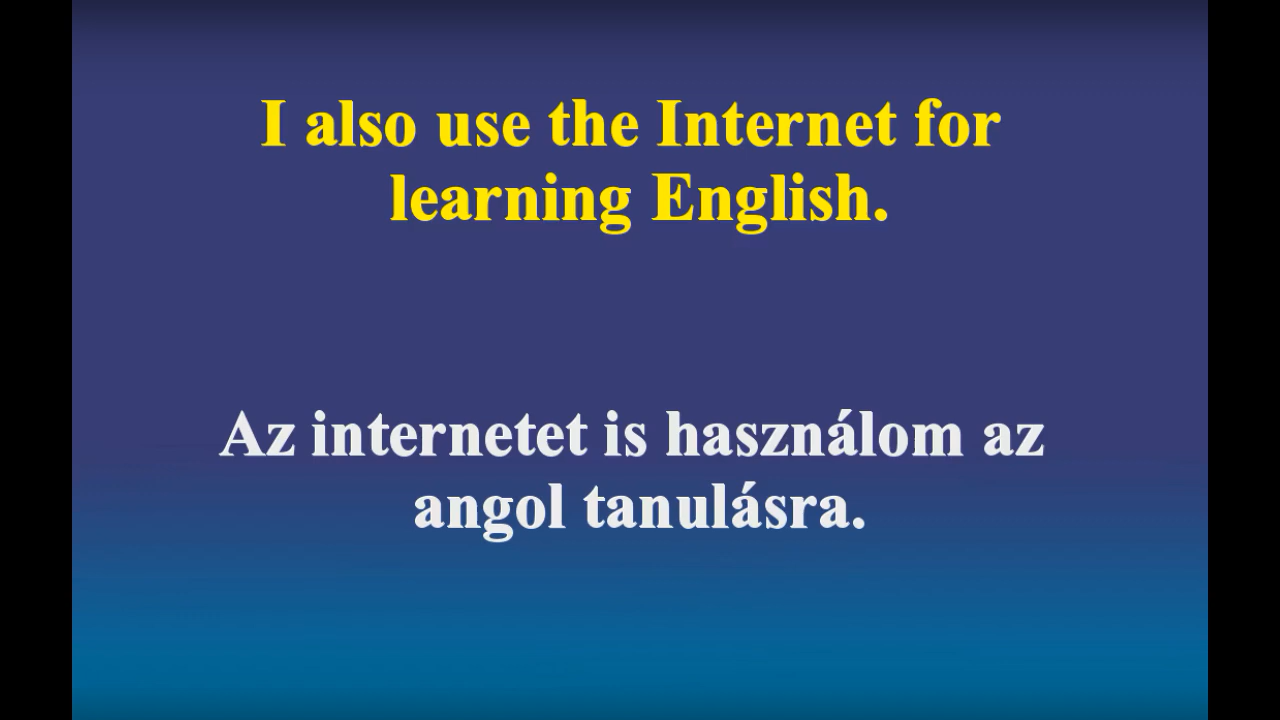 I also use the Internet for
learning English.
Az internetet is használom az
angol tanulásra.